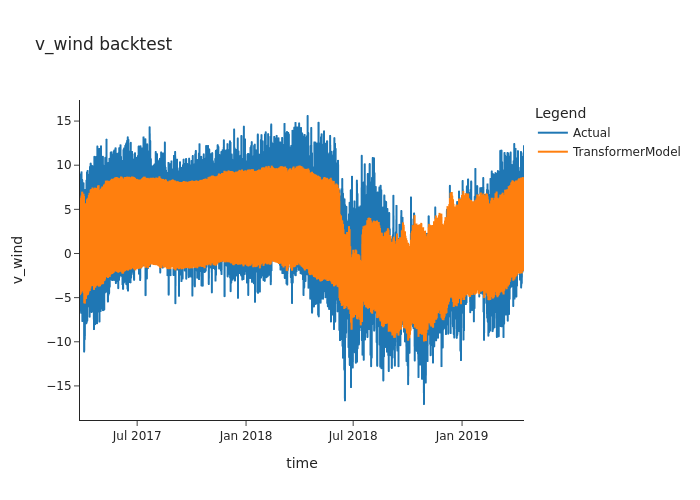 v_wind backtest
Legend
Actual
TransformerModel
v_wind
15
10
5
0
−5
−10
−15
Jul 2017
Jan 2018
Jul 2018
Jan 2019
time